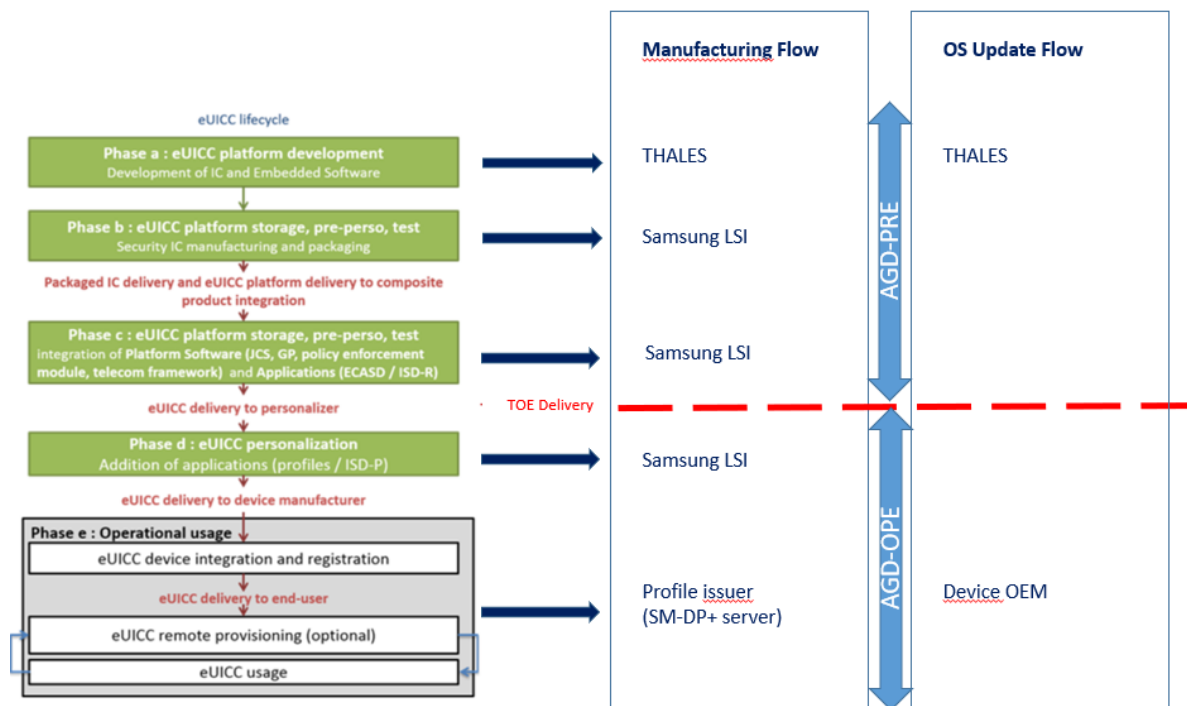 Manufacturing Flow
OS Update Flow
eUICC lifecycle
Phase a : eUICC platform development
Development of IC and Embedded Software
THALES
THALES
Phase b : eUICC platform storage, pre-perso, test
Security IC manufacturing and packaging
Samsung LSI
AGD-PRE
Packaged IC delivery and eUICC platform delivery to composite
product integration
Phase c : eUICC platform storage, pre-perso, test
integration of Platform Software (JCS, GP, policy enforcement
module, telecom framework) and Applications (ECASD / ISD-R)
Samsung LSI
eUICC delivery to personalizer
TOE Delivery
Phase d : eUICC personalization
Addition of applications (profiles / ISD-P)
Samsung LSI
eUICC delivery to device manufacturer
Phase e : Operational usage
eUICC device integration and registration
AGD-OPE
eUICC delivery to end-user
Profile issuer
(SM-DP+ server)
Device OEM
eUICC remote provisioning (optional)
eUICC usage